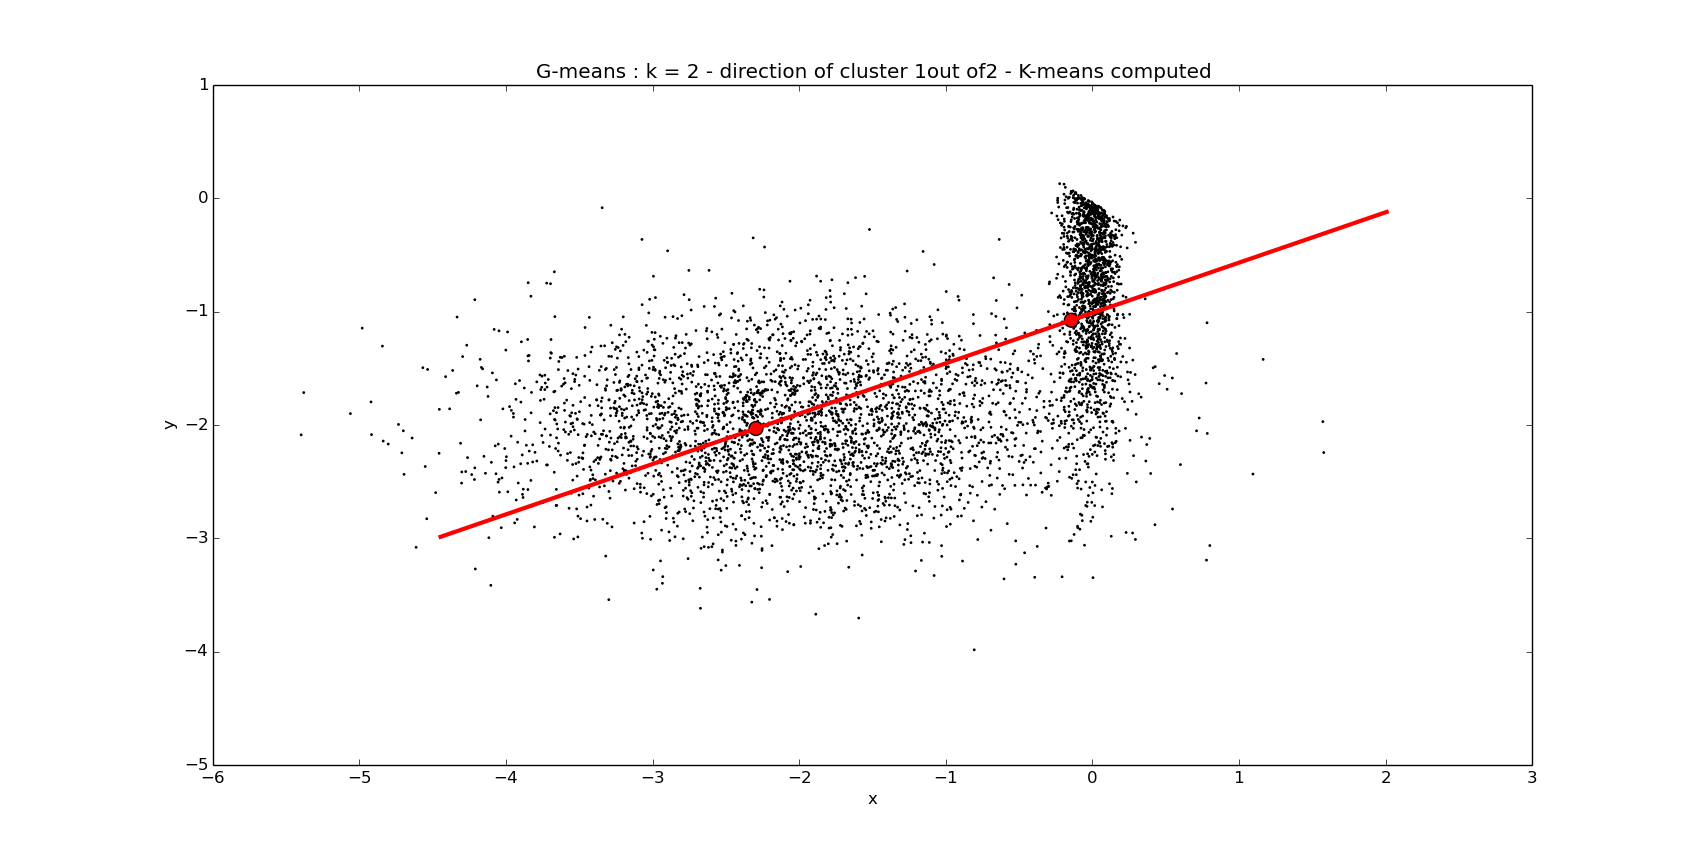 G-means : k = 2 - direction of cluster 1out of2 - K-means computed
1
0
−1
−2
−3
−4
−5
y
−6 −5 −4 −3 −2 −1 0 1 2 3
x